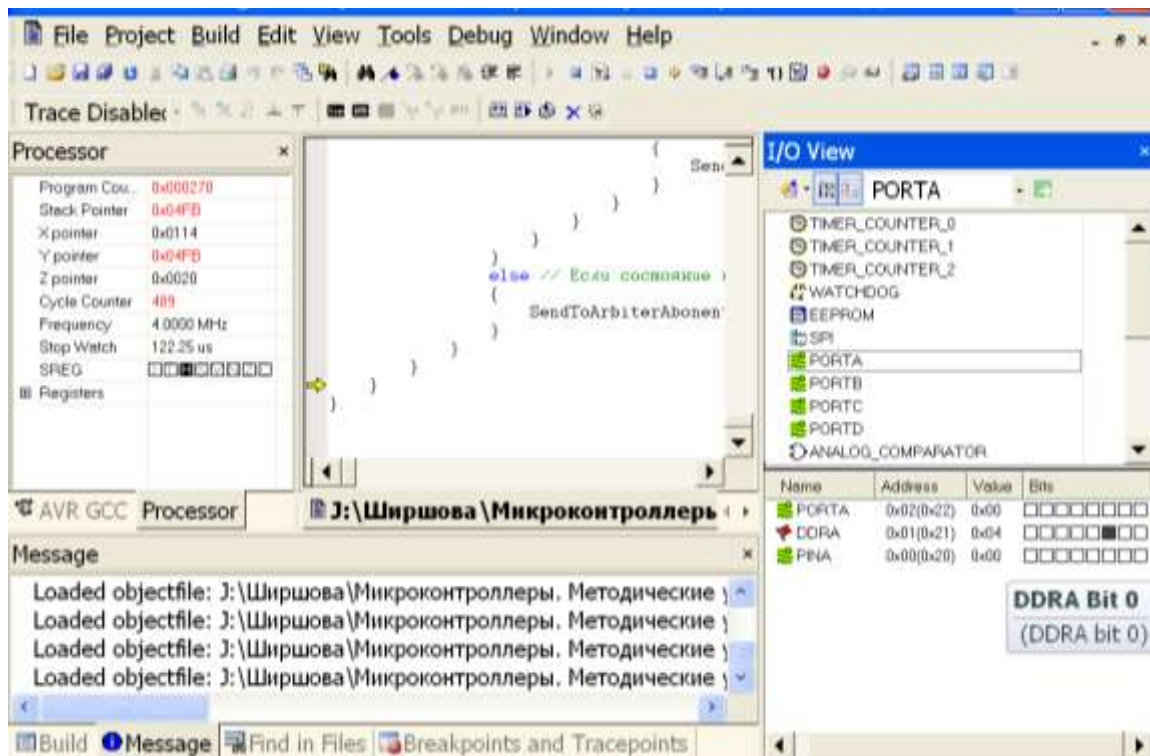 File Project Build Edit View Tools Debug Window Help
Trace Disablec
Processor
Program Cou.. 0x000270
Stack Pointer 0x04FB
X pointer 0x0114
Y pointer 0x04FB
Z pointer 0x0020
Cycle Counter 489
Frequency 4.0000 MHz
Stop Watch 122.25 us
SREG
Registers
AVR GCC Processor
{
Send
}
}
}
}
}
else // Если состояние
{
SendToArbiterAbonen
}
}
}
}
}
J:\Ширшова\Микроконтроллеры
I/O View
PORTA
TIMER_COUNTER_0
TIMER_COUNTER_1
TIMER_COUNTER_2
WATCHDOG
EEPROM
SPI
PORTA
PORTB
PORTC
PORTD
ANALOG_COMPARATOR
Name Address Value Bits
PORTA 0x02(0x22) 0x00
DDRA 0x01(0x21) 0x04
PINA 0x00(0x20) 0x00
DDRA Bit 0
(DDRA bit 0)
Message
Loaded objectfile: J:\Ширшова\Микроконтроллеры. Методические у
Loaded objectfile: J:\Ширшова\Микроконтроллеры. Методические у
Loaded objectfile: J:\Ширшова\Микроконтроллеры. Методические у
Loaded objectfile: J:\Ширшова\Микроконтроллеры. Методические у
Build Message Find in Files Breakpoints and Tracepoints